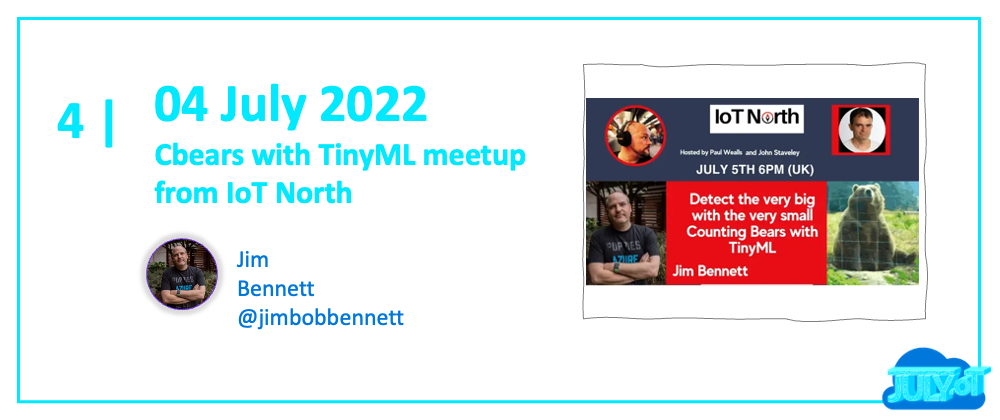 4 |
04 July 2022
Cbears with TinyML meetup
from IoT North
Jim
Bennett
@jimbobbennett
IoT North
Hosted by Paul Wealls and John Staveley
JULY 5TH 6PM (UK)
Detect the very big
with the very small
Counting Bears with
TinyML
Jim Bennett
AZURE
JULYOT